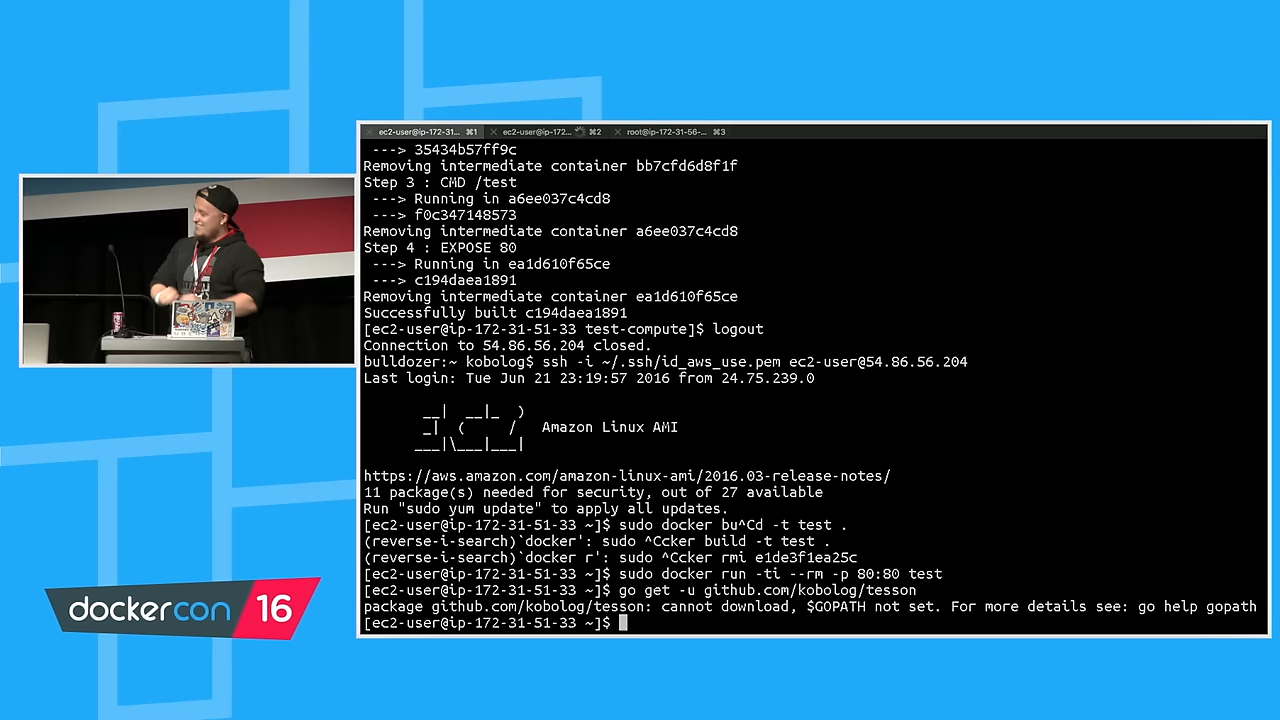 ec2-user@ip-172-31... ⌘1 ec2-user@ip-172... ⌘2 root@ip-172-31-56-... ⌘3
---> 35434b57ff9c
Removing intermediate container bb7cfd6d8f1f
Step 3 : CMD /test
---> Running in a6ee037c4cd8
---> f0c347148573
Removing intermediate container a6ee037c4cd8
Step 4 : EXPOSE 80
---> Running in ea1d610f65ce
---> c194daea1891
Removing intermediate container ea1d610f65ce
Successfully built c194daea1891
[ec2-user@ip-172-31-51-33 test-compute]$ logout
Connection to 54.86.56.204 closed.
bulldozer:~ kobolog$ ssh -i ~/.ssh/id_aws_use.pem ec2-user@54.86.56.204
Last login: Tue Jun 21 23:19:57 2016 from 24.75.239.0
__|  __|_  )
_|  (     /   Amazon Linux AMI
___|\___|___|
https://aws.amazon.com/amazon-linux-ami/2016.03-release-notes/
11 package(s) needed for security, out of 27 available
Run "sudo yum update" to apply all updates.
[ec2-user@ip-172-31-51-33 ~]$ sudo docker bu^Cd -t test .
(reverse-i-search)`docker': sudo ^Ccker build -t test .
(reverse-i-search)`docker r': sudo ^Ccker rmi e1de3f1ea25c
[ec2-user@ip-172-31-51-33 ~]$ sudo docker run -ti --rm -p 80:80 test
[ec2-user@ip-172-31-51-33 ~]$ go get -u github.com/kobolog/tesson
package github.com/kobolog/tesson: cannot download, $GOPATH not set. For more details see: go help gopath
[ec2-user@ip-172-31-51-33 ~]$
dockercon 16